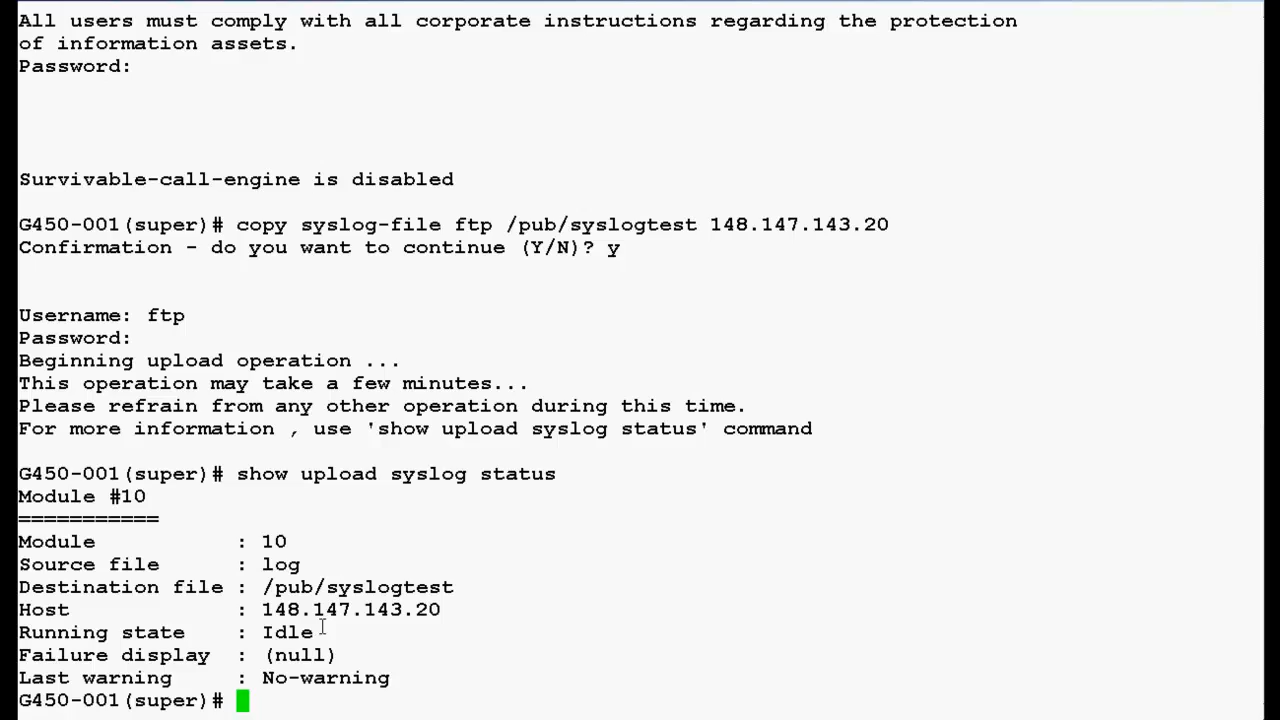 All users must comply with all corporate instructions regarding the protection
of information assets.
Password:
Survivable-call-engine is disabled
G450-001(super)# copy syslog-file ftp /pub/syslogtest 148.147.143.20
Confirmation - do you want to continue (Y/N)? y
Username: ftp
Password:
Beginning upload operation ...
This operation may take a few minutes...
Please refrain from any other operation during this time.
For more information , use 'show upload syslog status' command
G450-001(super)# show upload syslog status
Module #10
===========
Module           : 10
Source file      : log
Destination file : /pub/syslogtest
Host             : 148.147.143.20
Running state    : Idle
Failure display  : (null)
Last warning     : No-warning
G450-001(super)#